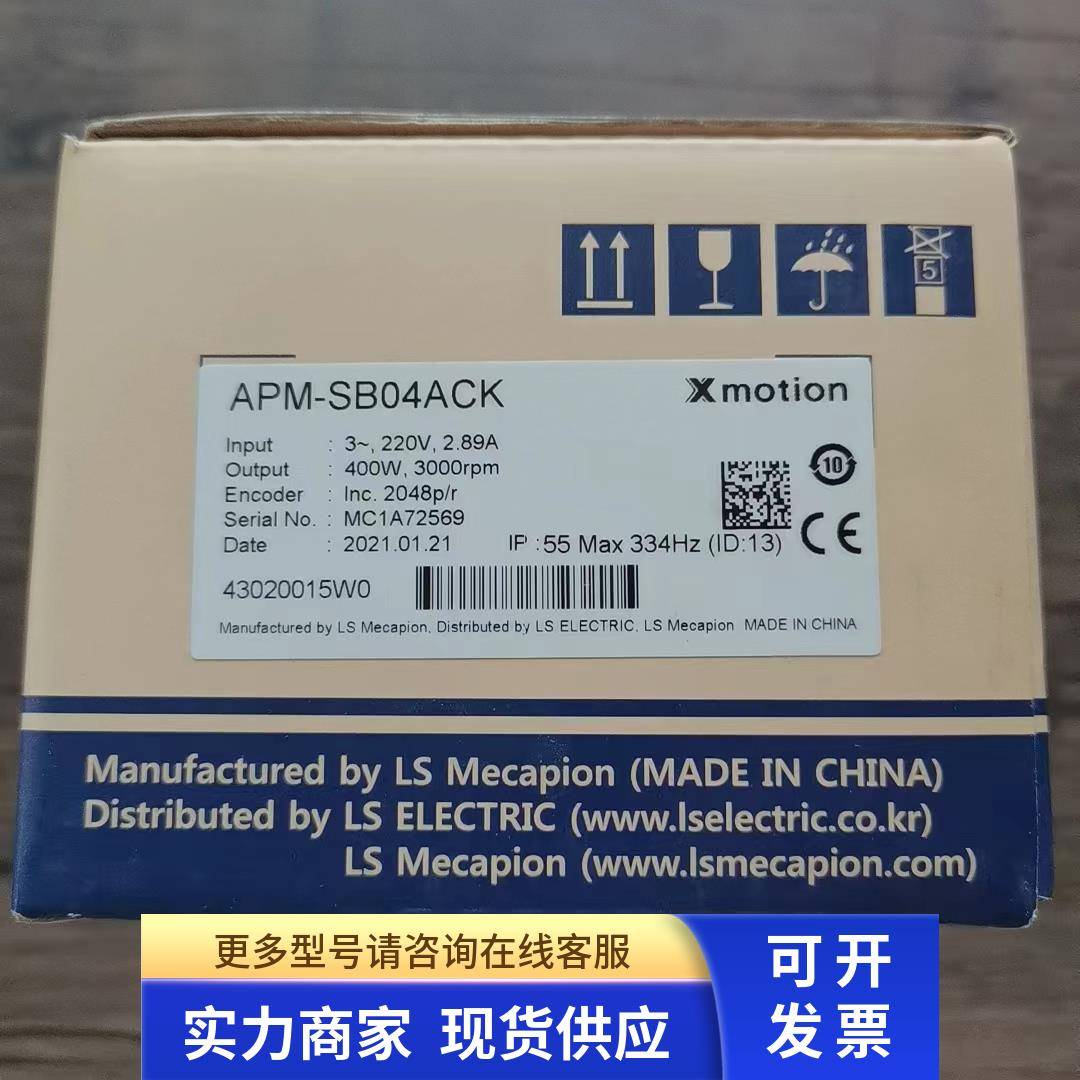 5
APM-SB04ACK
Xmotion
Input : 3~, 220V, 2.89A
Output : 400W, 3000rpm
Encoder : Inc. 2048p/r
Serial No. : MC1A72569
Date : 2021.01.21 IP : 55 Max 334Hz (ID:13)
10
CE
43020015W0
Manufactured by LS Mecapion, Distributed by LS ELECTRIC, LS Mecapion MADE IN CHINA
Manufactured by LS Mecapion (MADE IN CHINA)
Distributed by LS ELECTRIC (www.lselectric.co.kr)
LS Mecapion (www.lsmecapion.com)
更多型号请咨询在线客服
实力商家 现货供应
可开
发票